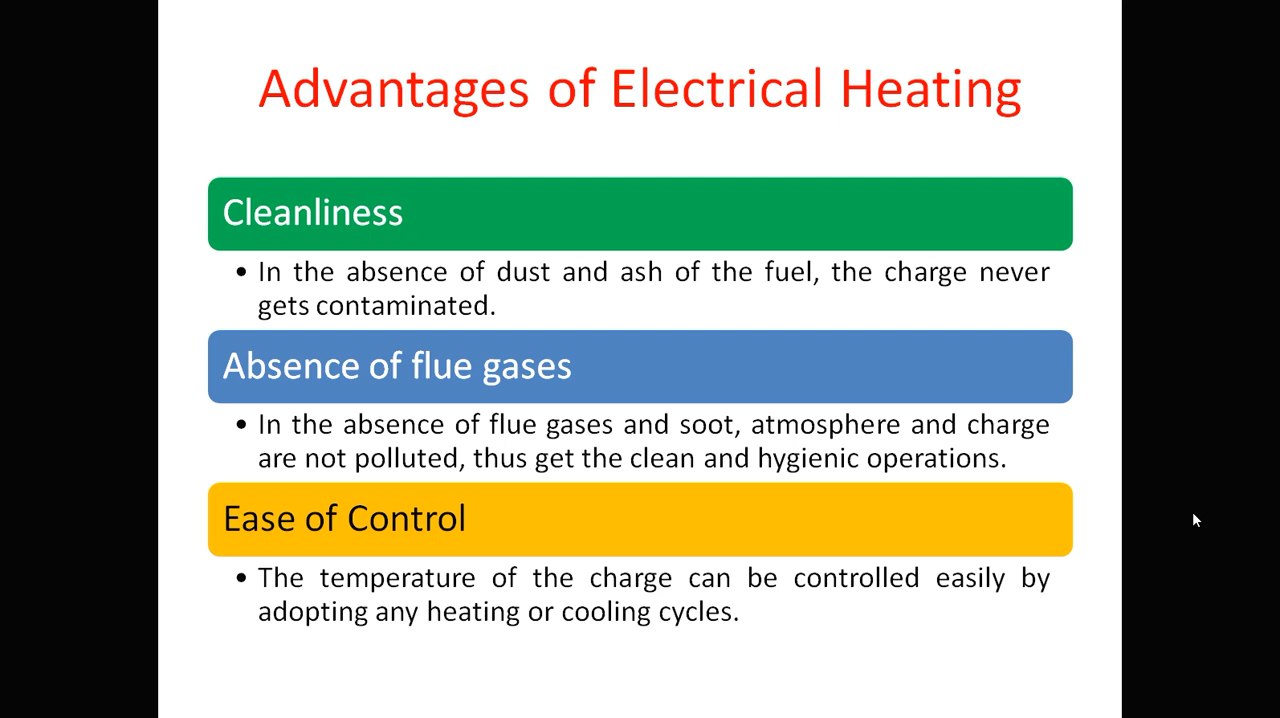 Advantages of Electrical Heating
Cleanliness
• In the absence of dust and ash of the fuel, the charge never
gets contaminated.
Absence of flue gases
• In the absence of flue gases and soot, atmosphere and charge
are not polluted, thus get the clean and hygienic operations.
Ease of Control
• The temperature of the charge can be controlled easily by
adopting any heating or cooling cycles.